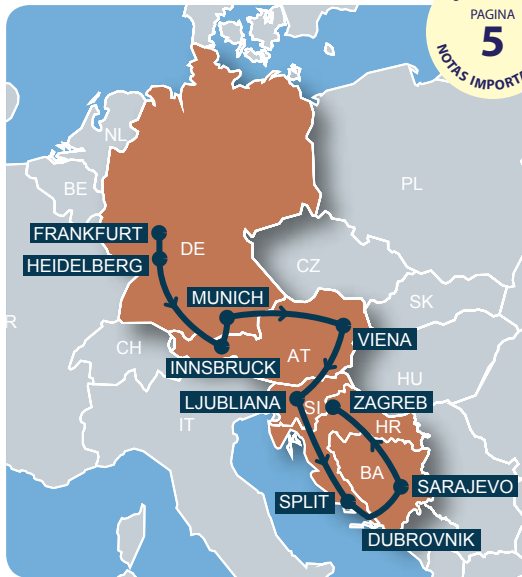 PAGINA
5
NOTAS IMPORT
NL
PL
BE
FRANKFURT
DE
HEIDELBERG
CZ
MUNICH
SK
R
VIENA
CH
AT
INNSBRUCK
HU
LJUBLIANA
SI
ZAGREB
IT
HR
BA
SARAJEVO
SPLIT
DUBROVNIK